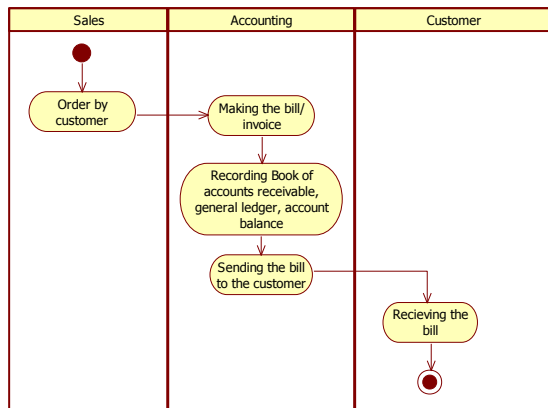 Sales
Accounting
Customer
Order by
customer
Making the bill/
invoice
Recording Book of
accounts receivable,
general ledger, account
balance
Sending the bill
to the customer
Recieving the
bill